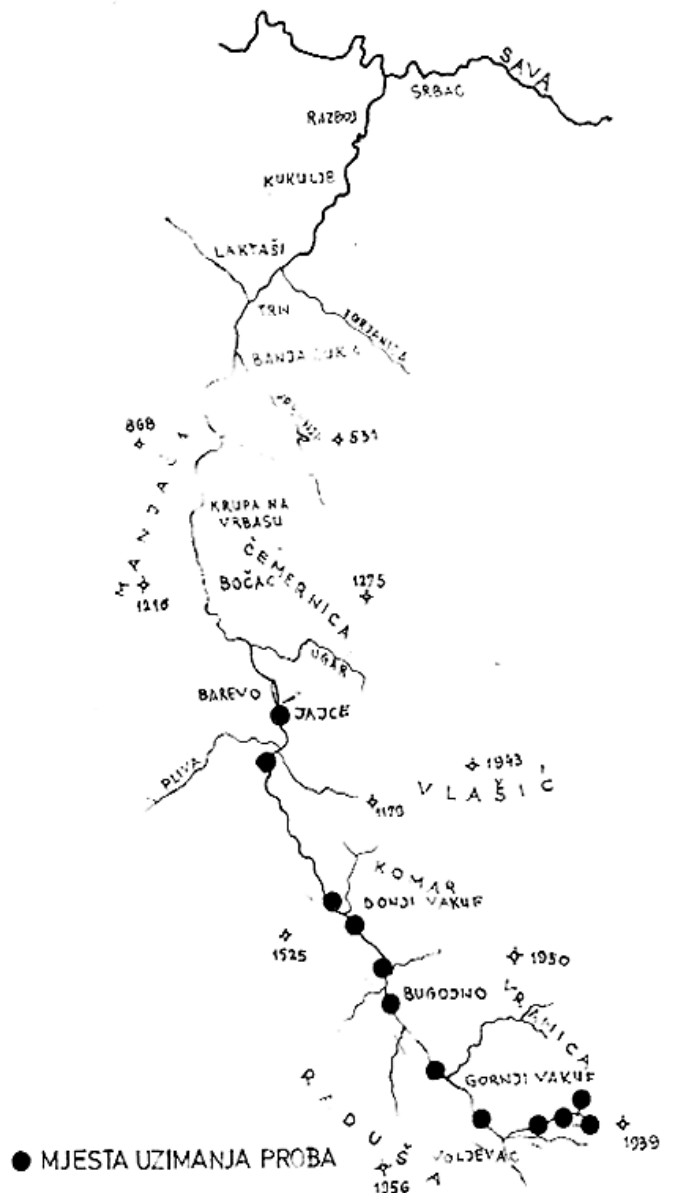 SAVA
SRBAC
RAZBOJ
KUKULJE
LAKTAŠI
TRN
BANJA LUKA
868
531
MANJAČA
KRUPA NA
VRBASU
ČEMERNICA
BOČAC
1275
1216
UGAR
BAREVO
JAJCE
PLIVA
1943
VLAŠIĆ
1173
KOMAR
DONJI VAKUF
1525
1950
BUGOJNO
VRANICA
GORNJI VAKUF
RADUŠA
VOLJEVAC
1939
1956
MJESTA UZIMANJA PROBA